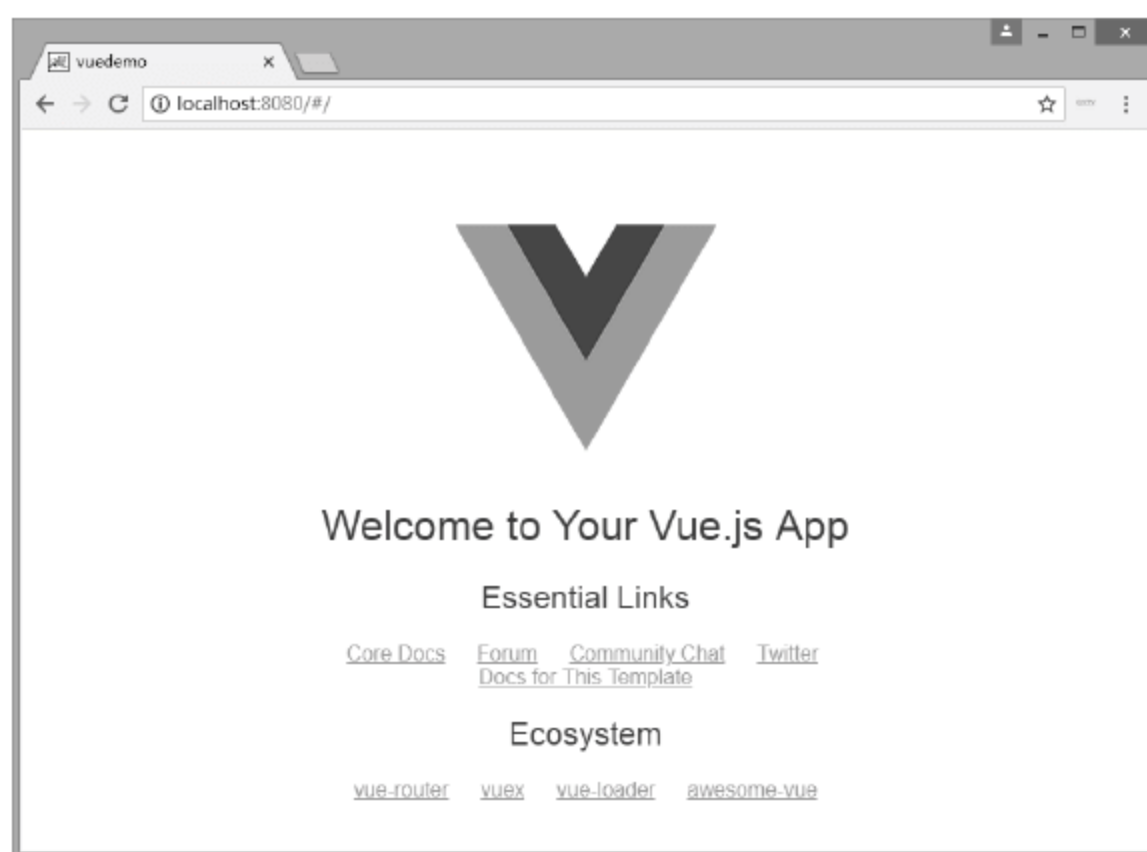 vuedemo
localhost:8080/#/
Welcome to Your Vue.js App
Essential Links
Core Docs Forum Community Chat Twitter
Docs for This Template
Ecosystem
vue-router vuex vue-loader awesome-vue